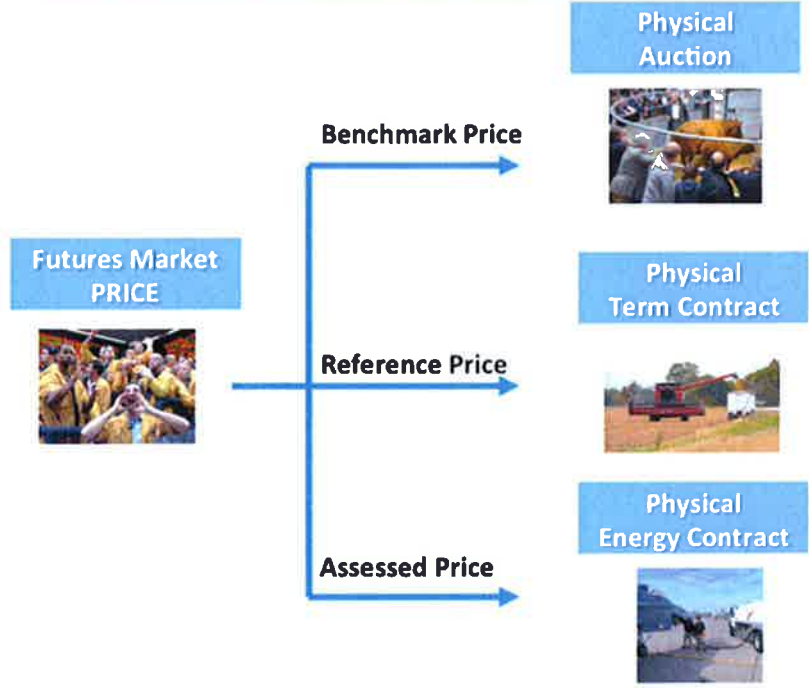 Physical
Auction
Benchmark Price
Futures Market
PRICE
Physical
Term Contract
Reference Price
Physical
Energy Contract
Assessed Price